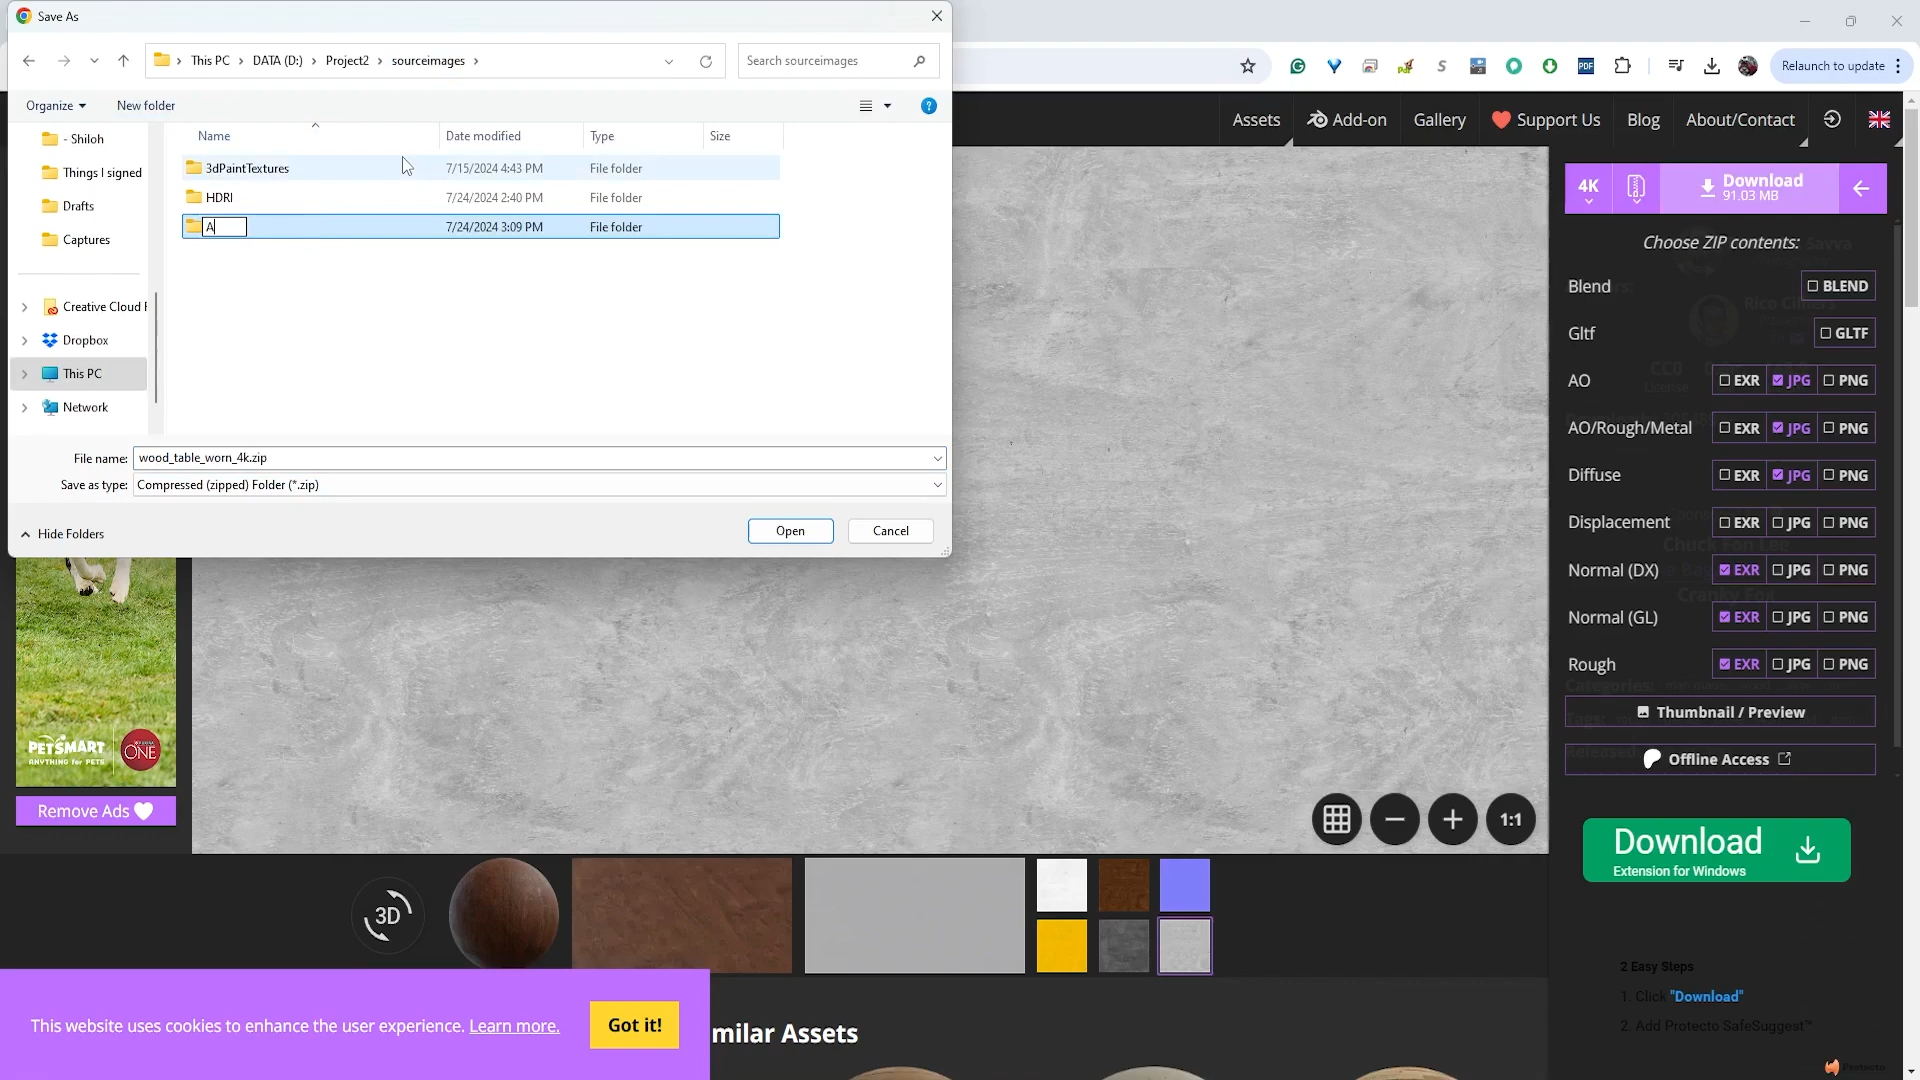 Save As
This PC > DATA (D:) > Project2 > sourceimages >
Search sourceimages
Organize
New folder
Name
Date modified
Type
Size
- Shiloh
Things I signed
Drafts
Captures
Creative Cloud F
Dropbox
This PC
Network
3dPaintTextures 7/15/2024 4:43 PM File folder
HDRI 7/24/2024 2:40 PM File folder
A 7/24/2024 3:09 PM File folder
File name: wood_table_worn_4k.zip
Save as type: Compressed (zipped) Folder (*.zip)
Hide Folders
Open
Cancel
Relaunch to update
Assets
Add-on
Gallery
Support Us
Blog
About/Contact
4K
Download
91.03 MB
Choose ZIP contents:
Blend BLEND
Gltf GLTF
AO EXR JPG PNG
AO/Rough/Metal EXR JPG PNG
Diffuse EXR JPG PNG
Displacement EXR JPG PNG
Normal (DX) EXR JPG PNG
Normal (GL) EXR JPG PNG
Rough EXR JPG PNG
Thumbnail / Preview
Offline Access
PETSMART
ANYTHING for PETS
ONE
Remove Ads
1:1
3D
Download
Extension for Windows
2 Easy Steps
1. Click "Download"
2. Add Protecto SafeSuggest™
Protecto
This website uses cookies to enhance the user experience. Learn more.
Got it!
milar Assets